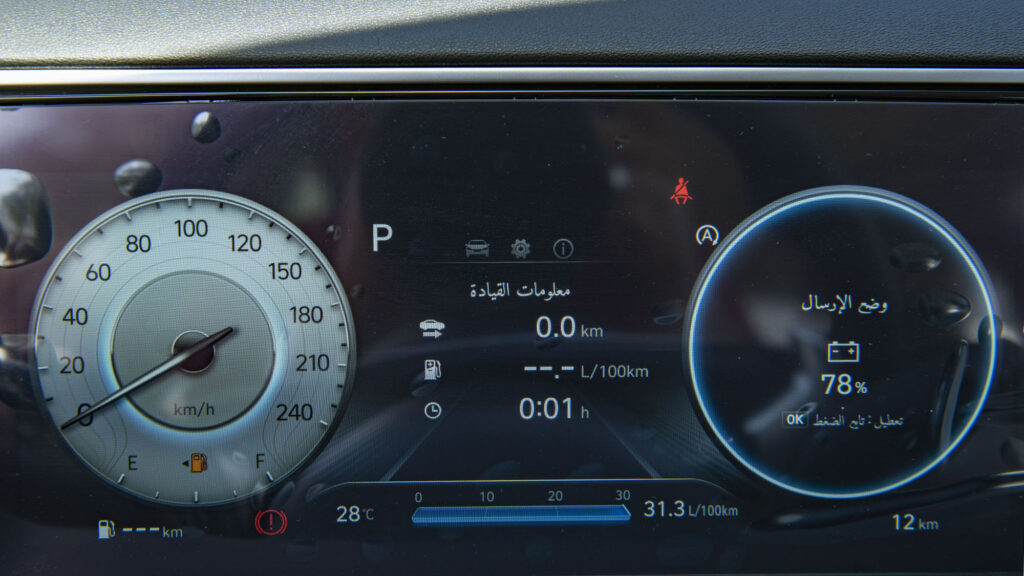 0
20
40
60
80
100
120
150
180
210
240
km/h
E
F
--- km
P
معلومات القيادة
0.0 km
--.- L/100km
0:01 h
28°C
0 10 20 30
31.3 L/100km
A
وضع الإرسال
- +
78%
تعطيل: تابع الضغط OK
12 km